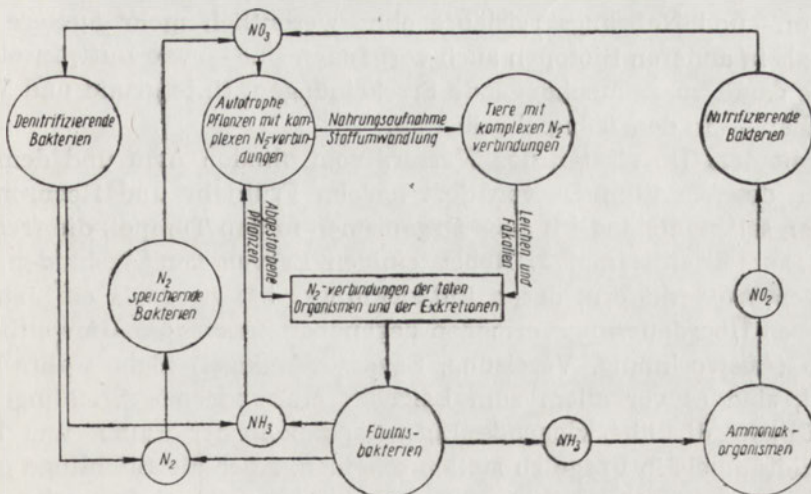 NO3
Denitrifizierende
Bakterien
Autotrophe
Pflanzen mit kom-
plexen N2-verbin-
dungen
Nahrungsaufnahme
Stoffumwandlung
Tiere mit
komplexen N2-
verbindungen
Nitrifizierende
Bakterien
Abgestorbene
Pflanzen
Leichen und
Fäkalien
N2
speichernde
Bakterien
N2-verbindungen der toten
Organismen und der Exkretionen
NO2
NH3
N2
Fäulnis-
bakterien
NH3
Ammoniak-
organismen